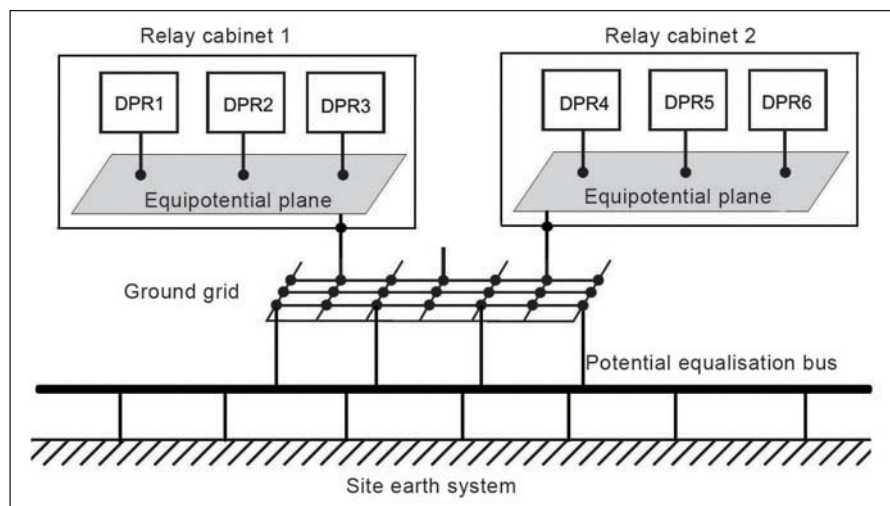 Relay cabinet 1
Relay cabinet 2
DPR1 DPR2 DPR3
DPR4 DPR5 DPR6
Equipotential plane
Equipotential plane
Ground grid
Potential equalisation bus
Site earth system